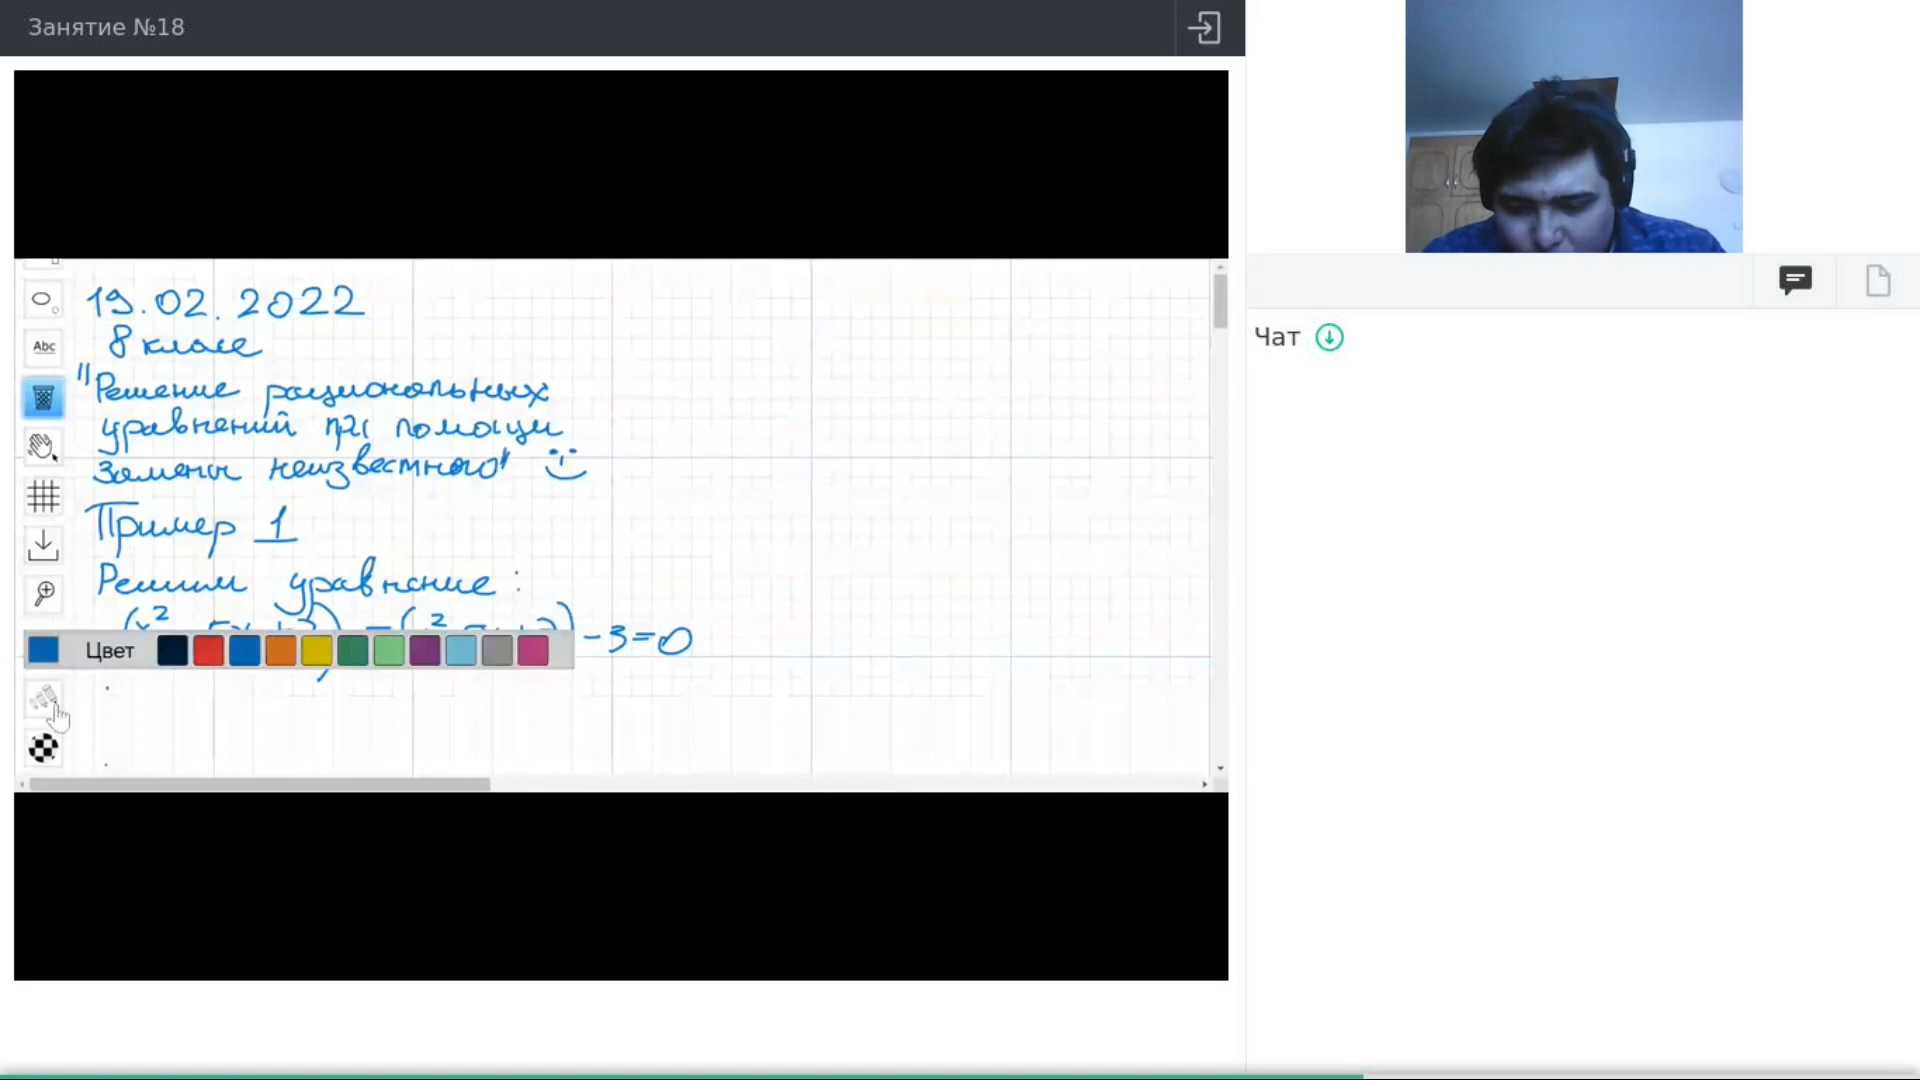 Занятие №18
19.02.2022
8 класс
"Решение рациональных
уравнений при помощи
замены неизвестного"
Abc
Пример 1
Решим уравнение :
-3=0
Цвет
Чат